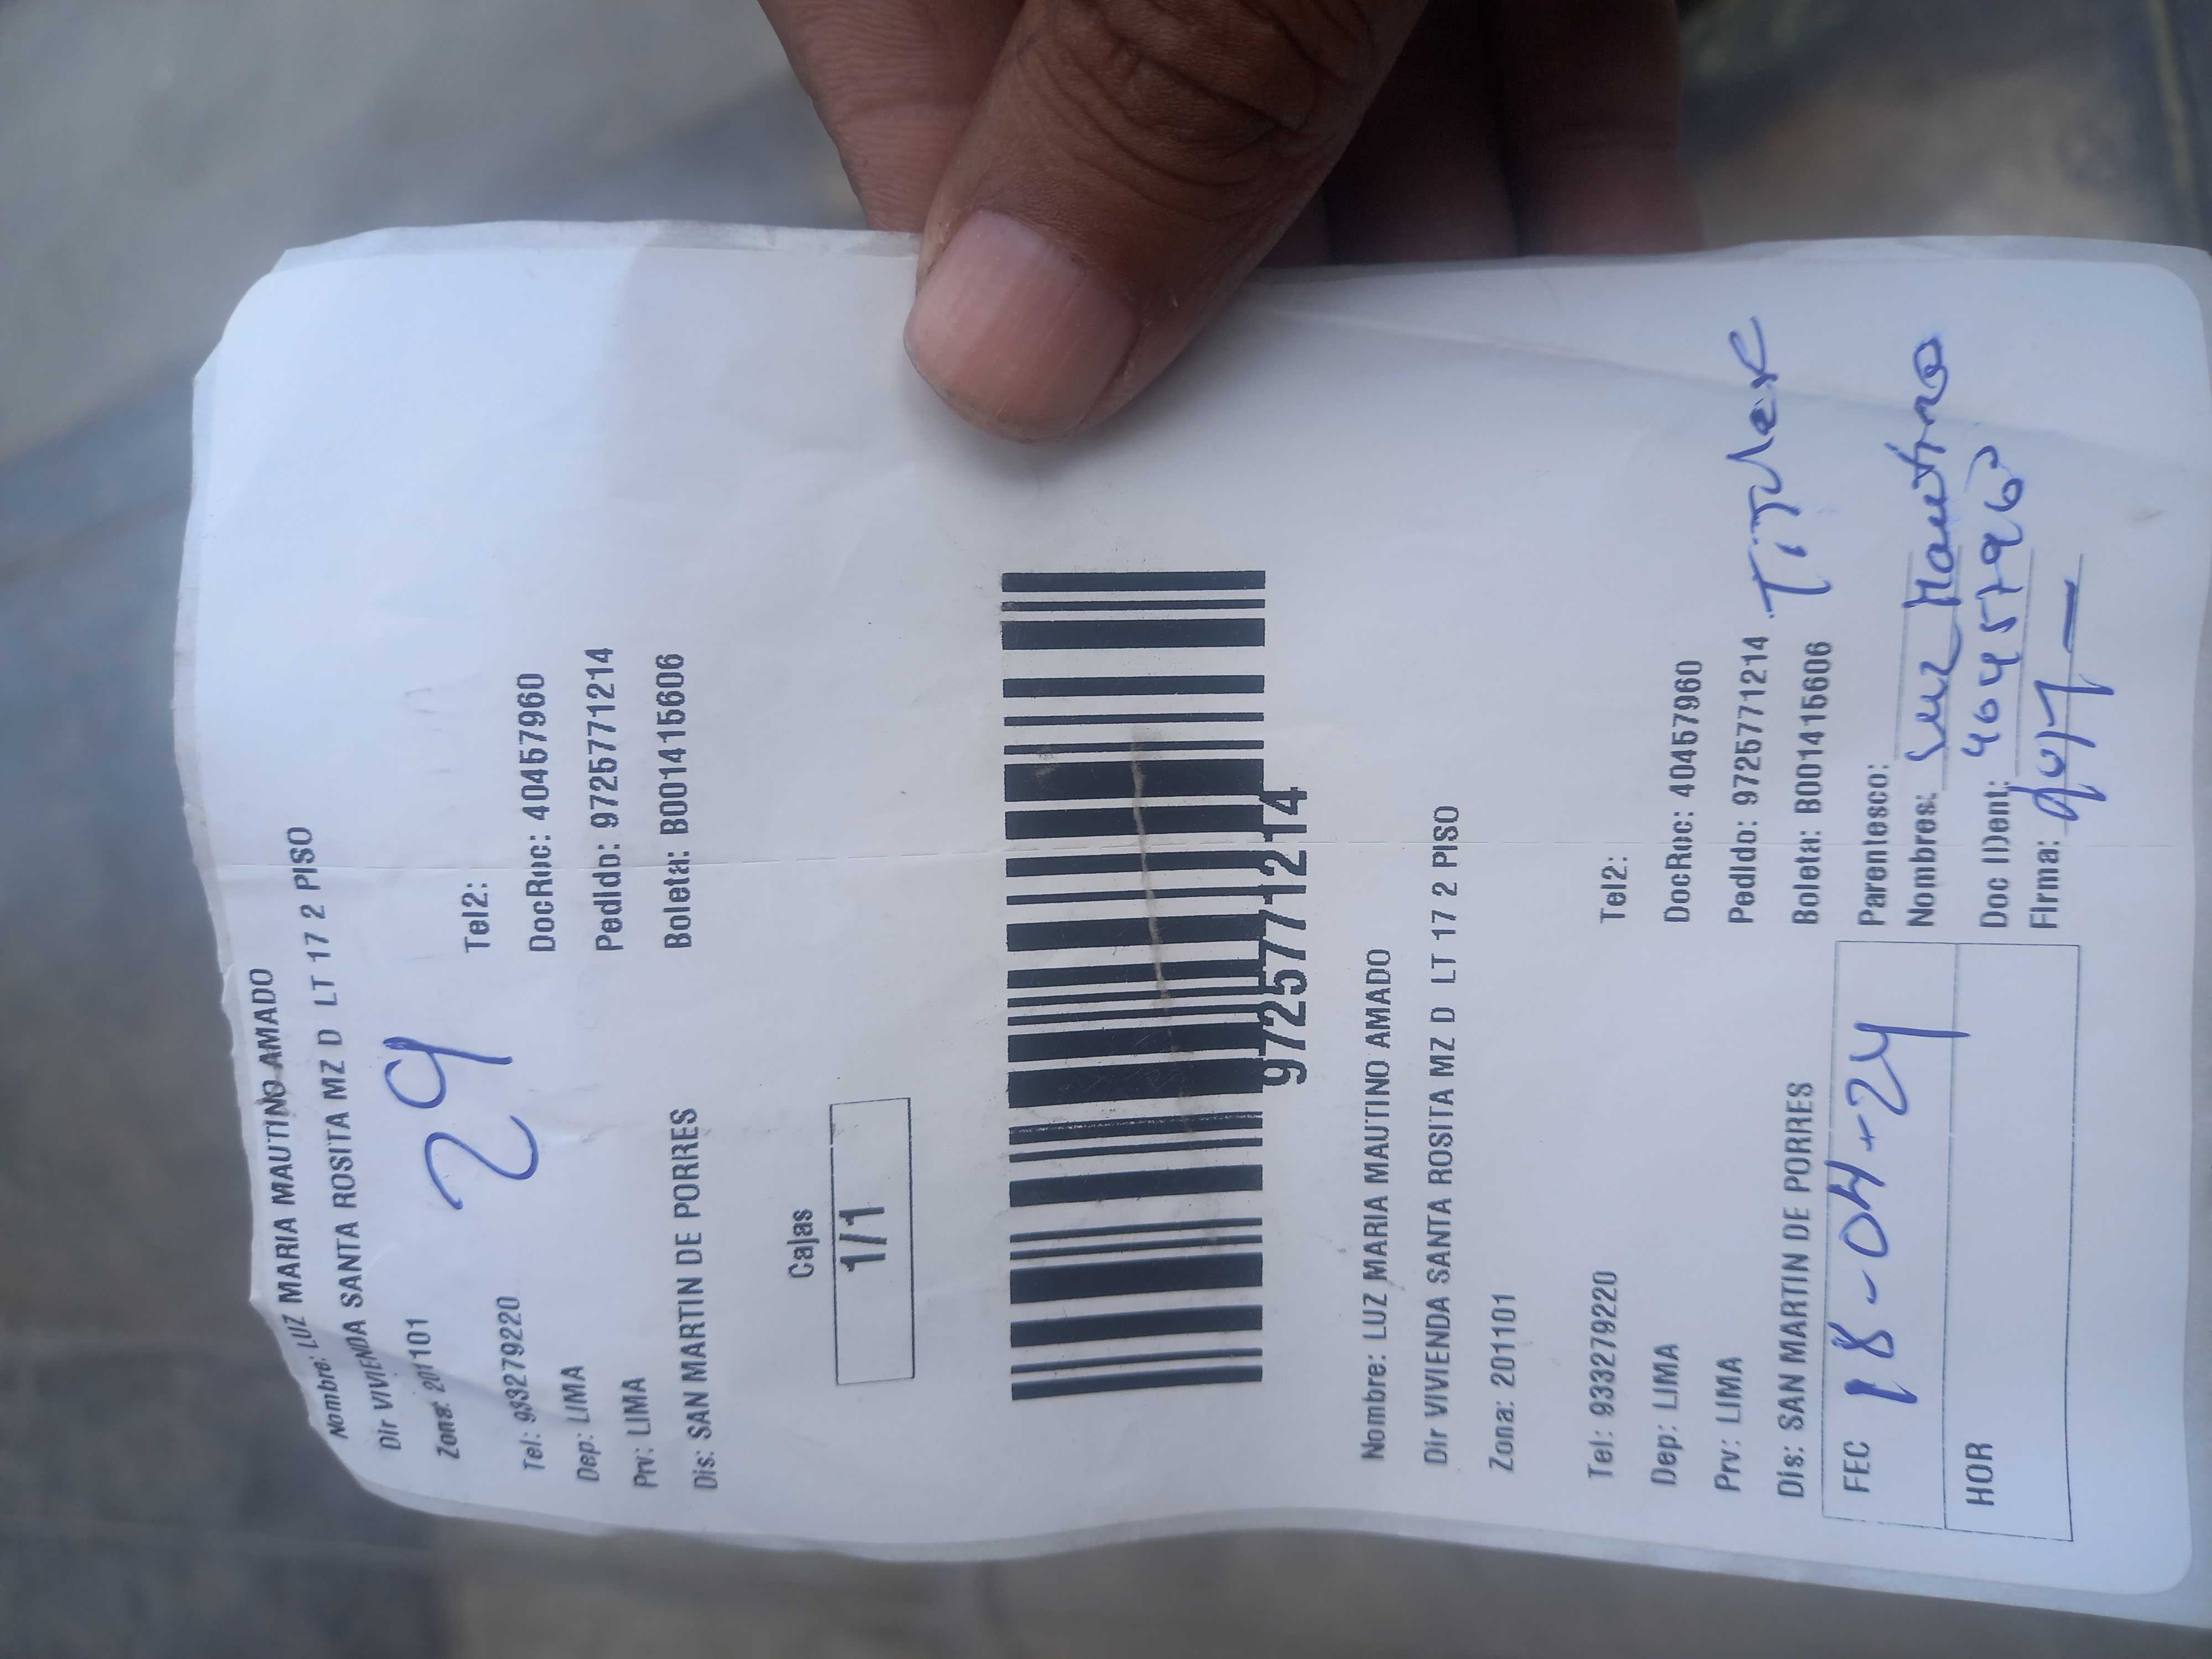 Nombre: LUZ MARIA MAUTINO AMADO
Dir VIVIENDA SANTA ROSITA MZ D LT 17 2 PISO
Zona: 201101
29
Tel: 933279220 Tel2:
Dep: LIMA DocRuc: 40457960
Prv: LIMA Pedido: 97257771214
Dis: SAN MARTIN DE PORRES Boleta: B001415606
Cajas
1/1
97257771214
Nombre: LUZ MARIA MAUTINO AMADO
Dir VIVIENDA SANTA ROSITA MZ D LT 17 2 PISO
Zona: 201101
Tel: 933279220 Tel2:
Dep: LIMA DocRuc: 40457960
Prv: LIMA Pedido: 97257771214
Dis: SAN MARTIN DE PORRES Boleta: B001415606
Titular
FEC 18-04-24 Parentesco:
Nombres: Luz Mautino
HOR Doc IDent: 40457960
Firma: